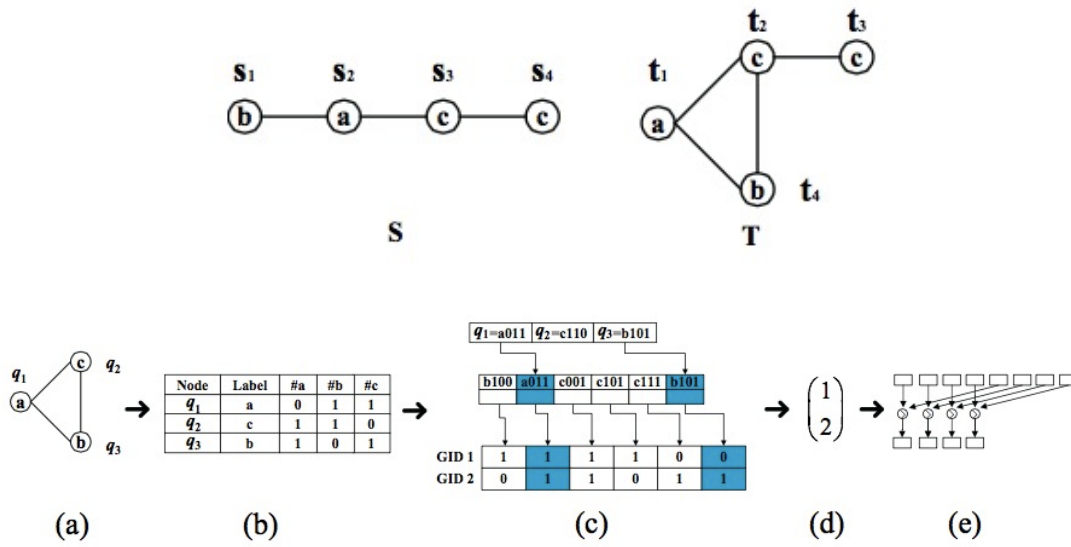 s1 s2 s3 s4
b a c c
S
t1 t2 t3 t4
a c c b
T
q1 q2 q3
a c b
(a)
Node Label #a #b #c
q1 a 0 1 1
q2 c 1 1 0
q3 b 1 0 1
(b)
q1=a011 q2=c110 q3=b101
b100 a011 c001 c101 c111 b101
GID 1 1 1 1 1 0 0
GID 2 0 1 1 0 1 1
(c)
1
2
(d)
(e)